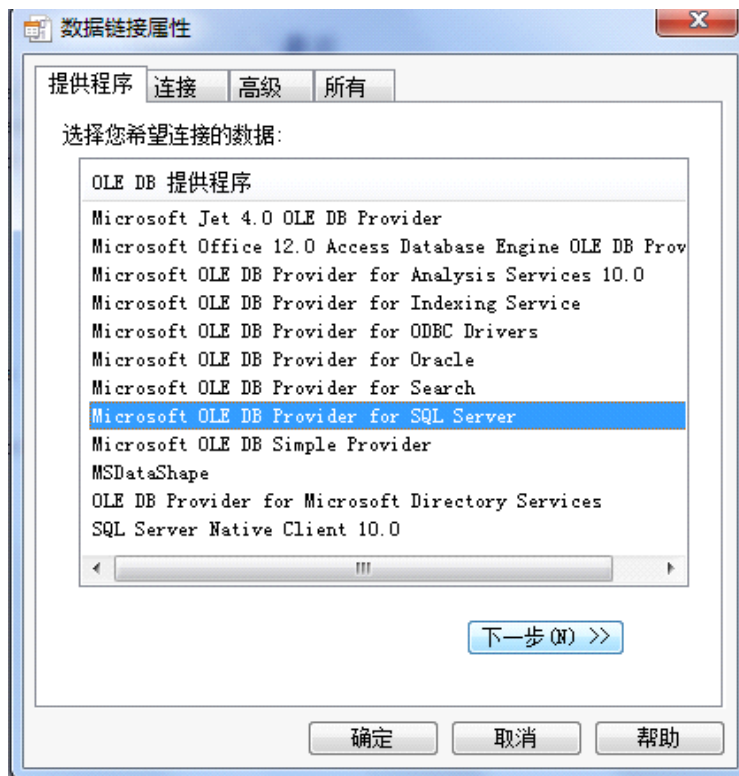 数据链接属性
提供程序 连接 高级 所有
选择您希望连接的数据:
OLE DB 提供程序
Microsoft Jet 4.0 OLE DB Provider
Microsoft Office 12.0 Access Database Engine OLE DB Prov
Microsoft OLE DB Provider for Analysis Services 10.0
Microsoft OLE DB Provider for Indexing Service
Microsoft OLE DB Provider for ODBC Drivers
Microsoft OLE DB Provider for Oracle
Microsoft OLE DB Provider for Search
Microsoft OLE DB Provider for SQL Server
Microsoft OLE DB Simple Provider
MSDataShape
OLE DB Provider for Microsoft Directory Services
SQL Server Native Client 10.0
下一步(N) >>
确定 取消 帮助